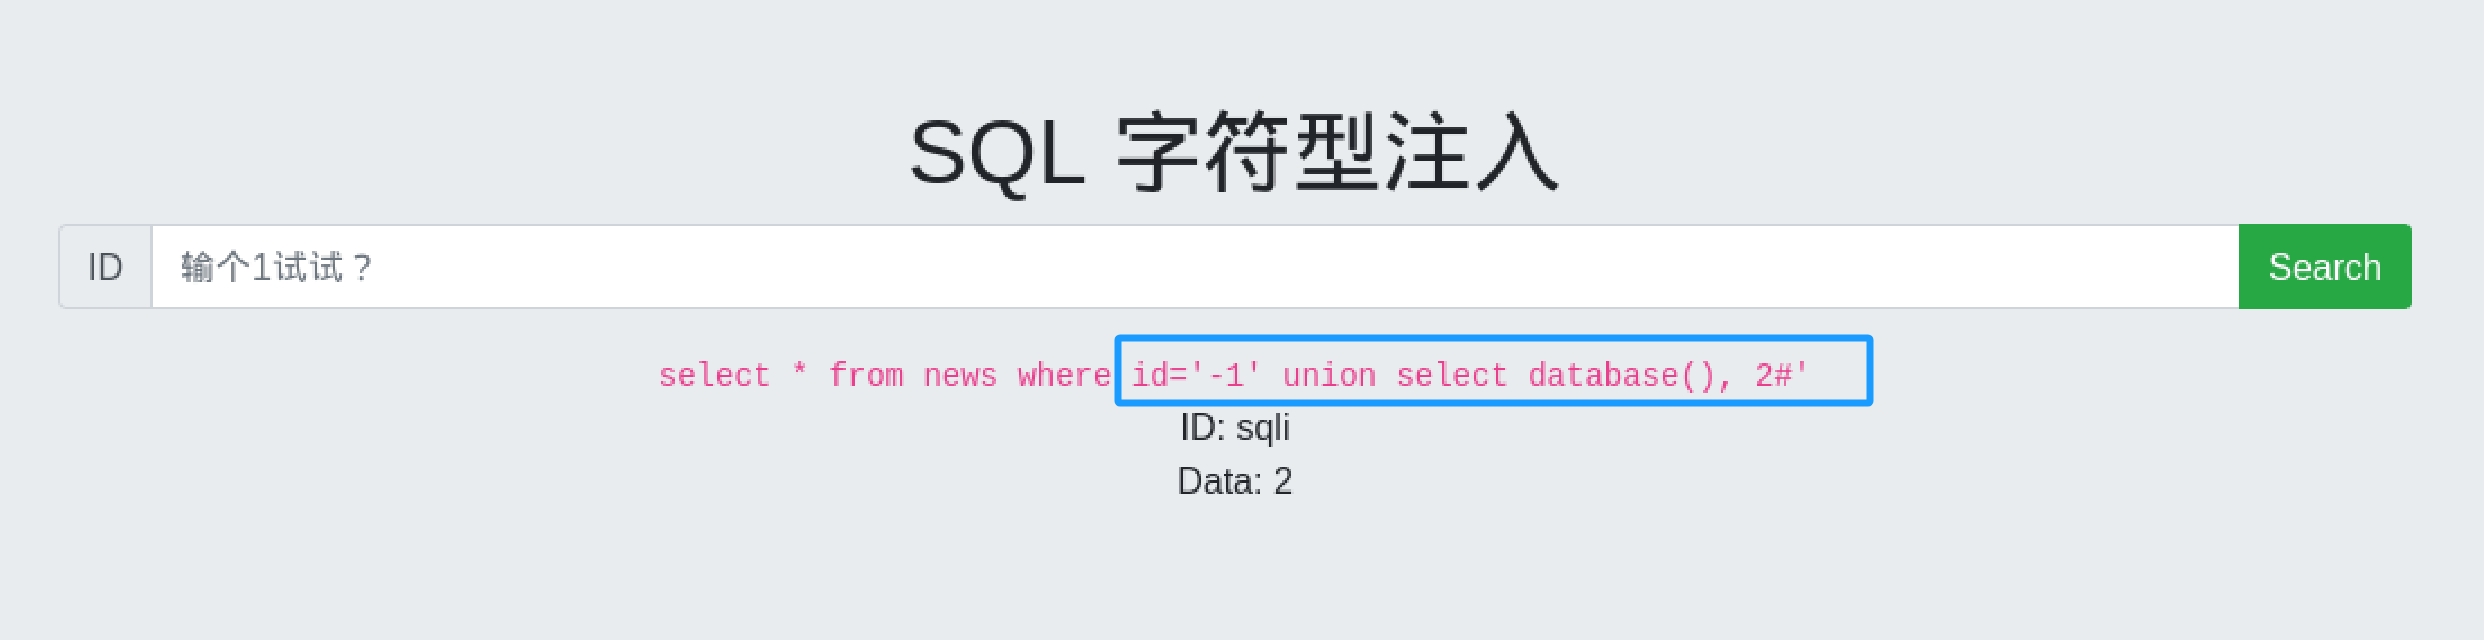 SQL 字符型注入
ID 输个1试试？ Search
select * from news where id='-1' union select database(), 2#'
ID: sqli
Data: 2